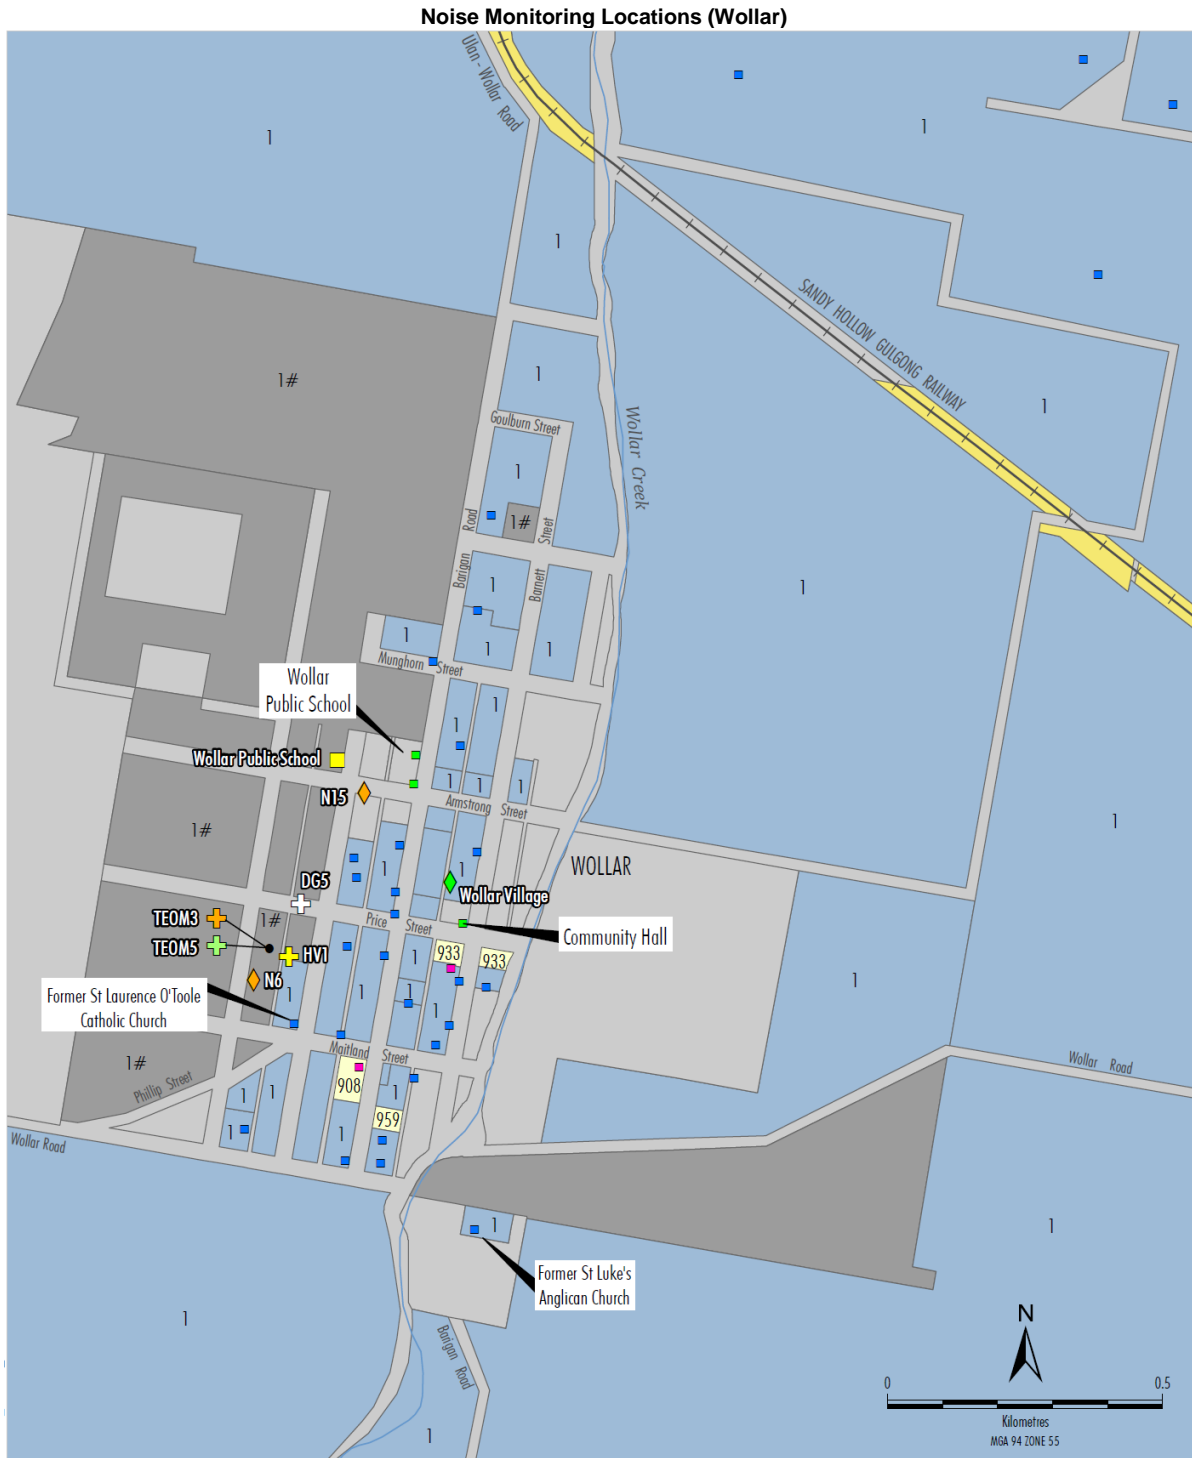 Noise Monitoring Locations (Wollar)
Ulan - Wollar Road
1
1
1
SANDY HOLLOW GULGONG RAILWAY
1#
1
1
Goulburn Street
Wollar Creek
1
1#
Road
Street
Barigan
Barnett
1
1
1
1
1
Munghorn Street
Wollar
Public School
1
1
Wollar Public School
1
1
1
N15
Armstrong Street
1
1#
1
1
WOLLAR
DG5
Wollar Village
TEOM3
1#
Price Street
Community Hall
TEOM5
HV1
1
933
933
N6
1
1
1
1
1
Former St Laurence O'Toole
Catholic Church
1#
Maitland Street
Wollar Road
Phillip Street
908
1
1
1
959
1
1
Wollar Road
1
1
Former St Luke's
Anglican Church
1
N
Barigan Road
0
0.5
Kilometres
MGA 94 ZONE 55
1